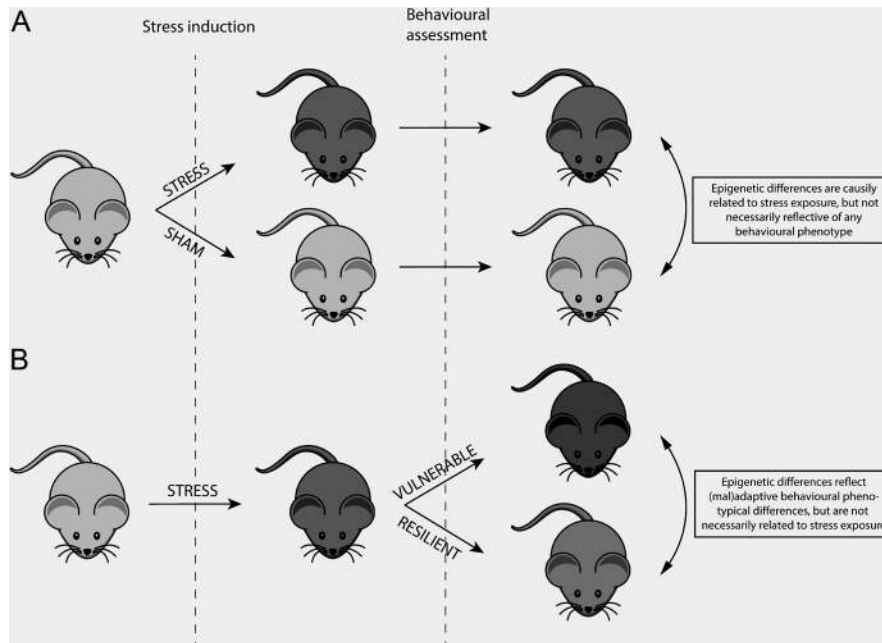 A
Stress induction
Behavioural
assessment
STRESS
SHAM
Epigenetic differences are causily
related to stress exposure, but not
necessarily reflective of any
behavioural phenotype
B
STRESS
VULNERABLE
RESILIENT
Epigenetic differences reflect
(mal)adaptive behavioural pheno-
typical differences, but are not
necessarily related to stress exposure